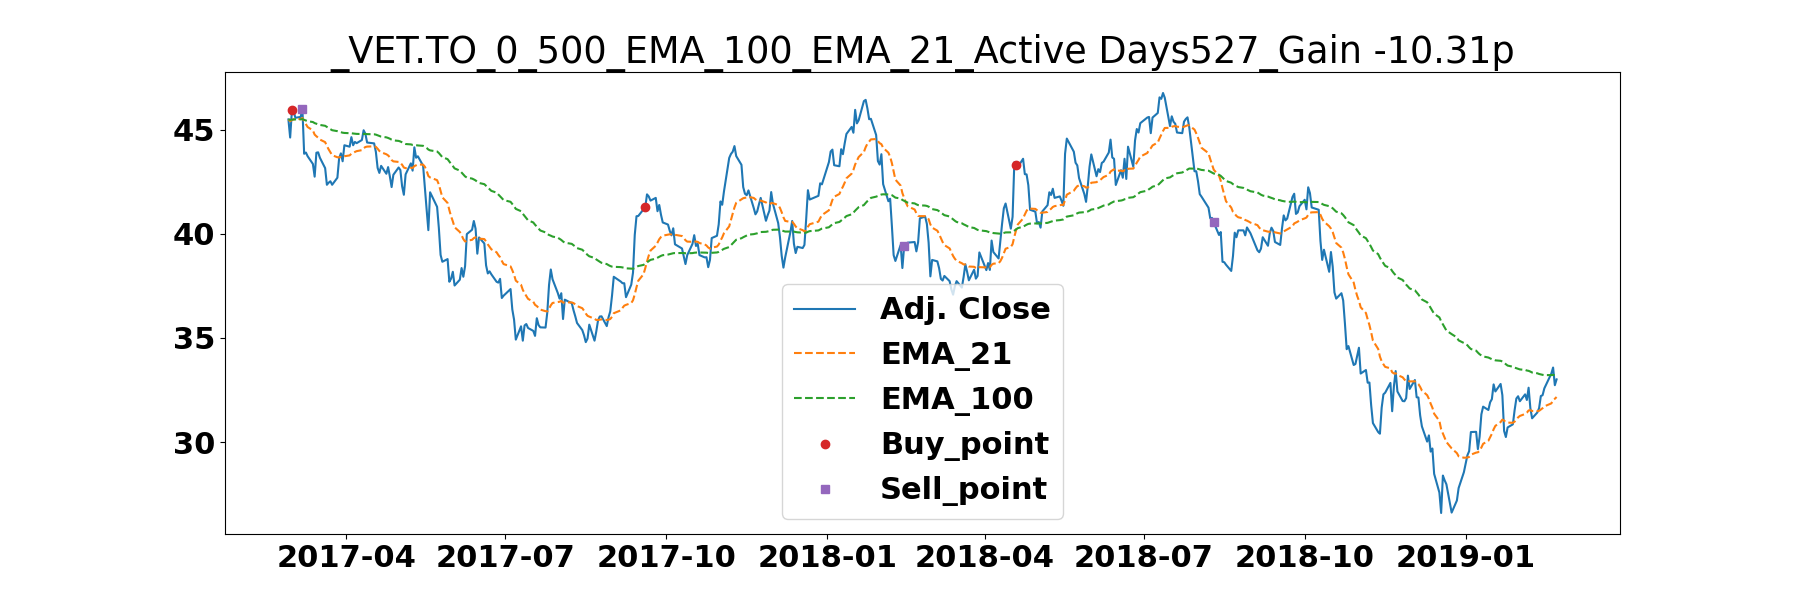 _VET.TO_0_500_EMA_100_EMA_21_Active Days527_Gain -10.31p
45
40
35
30
Adj. Close
EMA_21
EMA_100
Buy_point
Sell_point
2017-04 2017-07 2017-10 2018-01 2018-04 2018-07 2018-10 2019-01